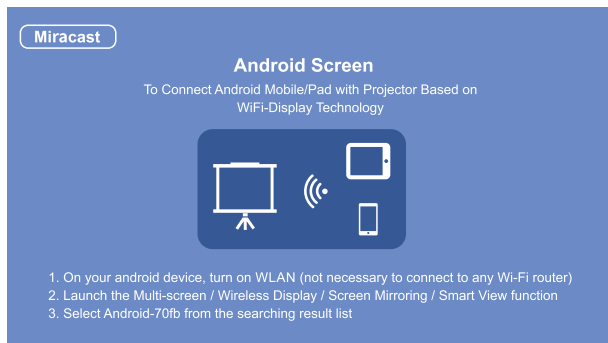 Miracast
Android Screen
To Connect Android Mobile/Pad with Projector Based on
WiFi-Display Technology
1. On your android device, turn on WLAN (not necessary to connect to any Wi-Fi router)
2. Launch the Multi-screen / Wireless Display / Screen Mirroring / Smart View function
3. Select Android-70fb from the searching result list